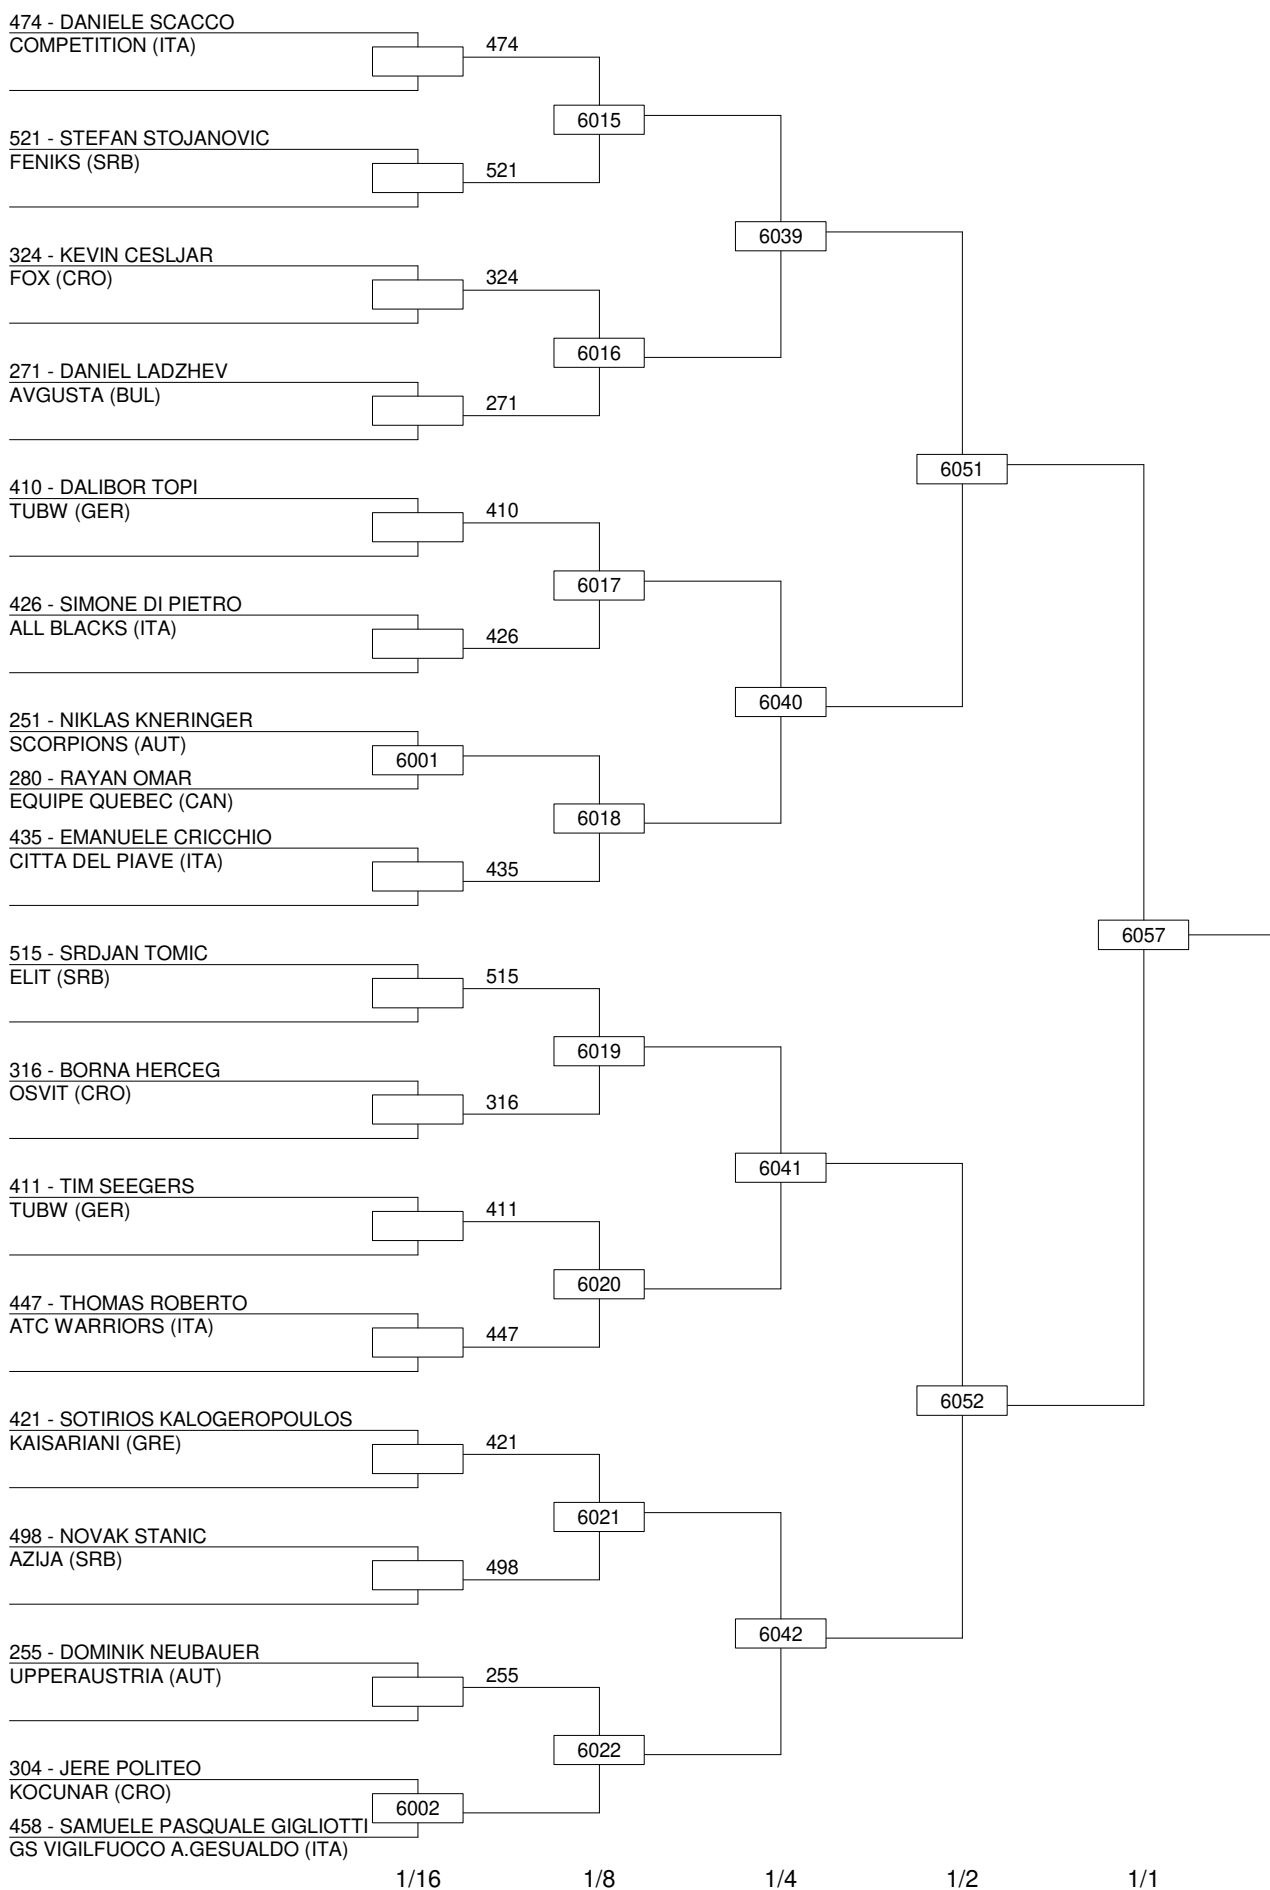 474 - DANIELE SCACCO
COMPETITION (ITA)
474
6015
521 - STEFAN STOJANOVIC
FENIKS (SRB)
521
6039
324 - KEVIN CESLJAR
FOX (CRO)
324
6016
271 - DANIEL LADZHEV
AVGUSTA (BUL)
271
6051
410 - DALIBOR TOPI
TUBW (GER)
410
6017
426 - SIMONE DI PIETRO
ALL BLACKS (ITA)
426
6040
251 - NIKLAS KNERINGER
SCORPIONS (AUT)
6001
280 - RAYAN OMAR
EQUIPE QUEBEC (CAN)
6018
435 - EMANUELE CRICCHIO
CITTA DEL PIAVE (ITA)
435
6057
515 - SRDJAN TOMIC
ELIT (SRB)
515
6019
316 - BORNA HERCEG
OSVIT (CRO)
316
6041
411 - TIM SEEGERS
TUBW (GER)
411
6020
447 - THOMAS ROBERTO
ATC WARRIORS (ITA)
447
6052
421 - SOTIRIOS KALOGEROPOULOS
KAISARIANI (GRE)
421
6021
498 - NOVAK STANIC
AZIJA (SRB)
498
6042
255 - DOMINIK NEUBAUER
UPPERAUSTRIA (AUT)
255
6022
304 - JERE POLITEO
KOCUNAR (CRO)
6002
458 - SAMUELE PASQUALE GIGLIOTTI
GS VIGILFUOCO A.GESUALDO (ITA)
1/16 1/8 1/4 1/2 1/1